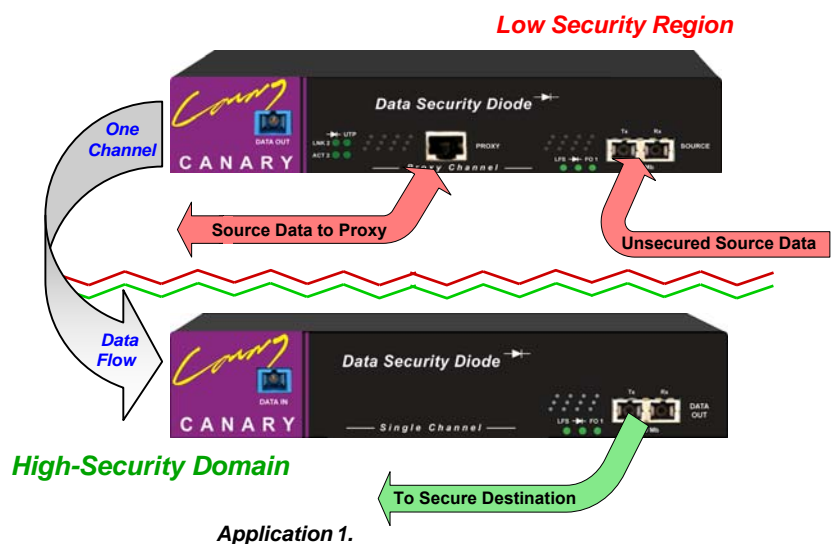 Low Security Region
Canary
Data Security Diode
DATA OUT
CANARY
UTP
LNK 2
ACT 2
PROXY
Proxy Channel
LFS FO 1
Tx Rx
SOURCE
One
Channel
Source Data to Proxy
Unsecured Source Data
Data
Flow
Canary
Data Security Diode
DATA IN
CANARY
Single Channel
LFS FO 1
Tx Rx
Mb
DATA
OUT
High-Security Domain
To Secure Destination
Application 1.